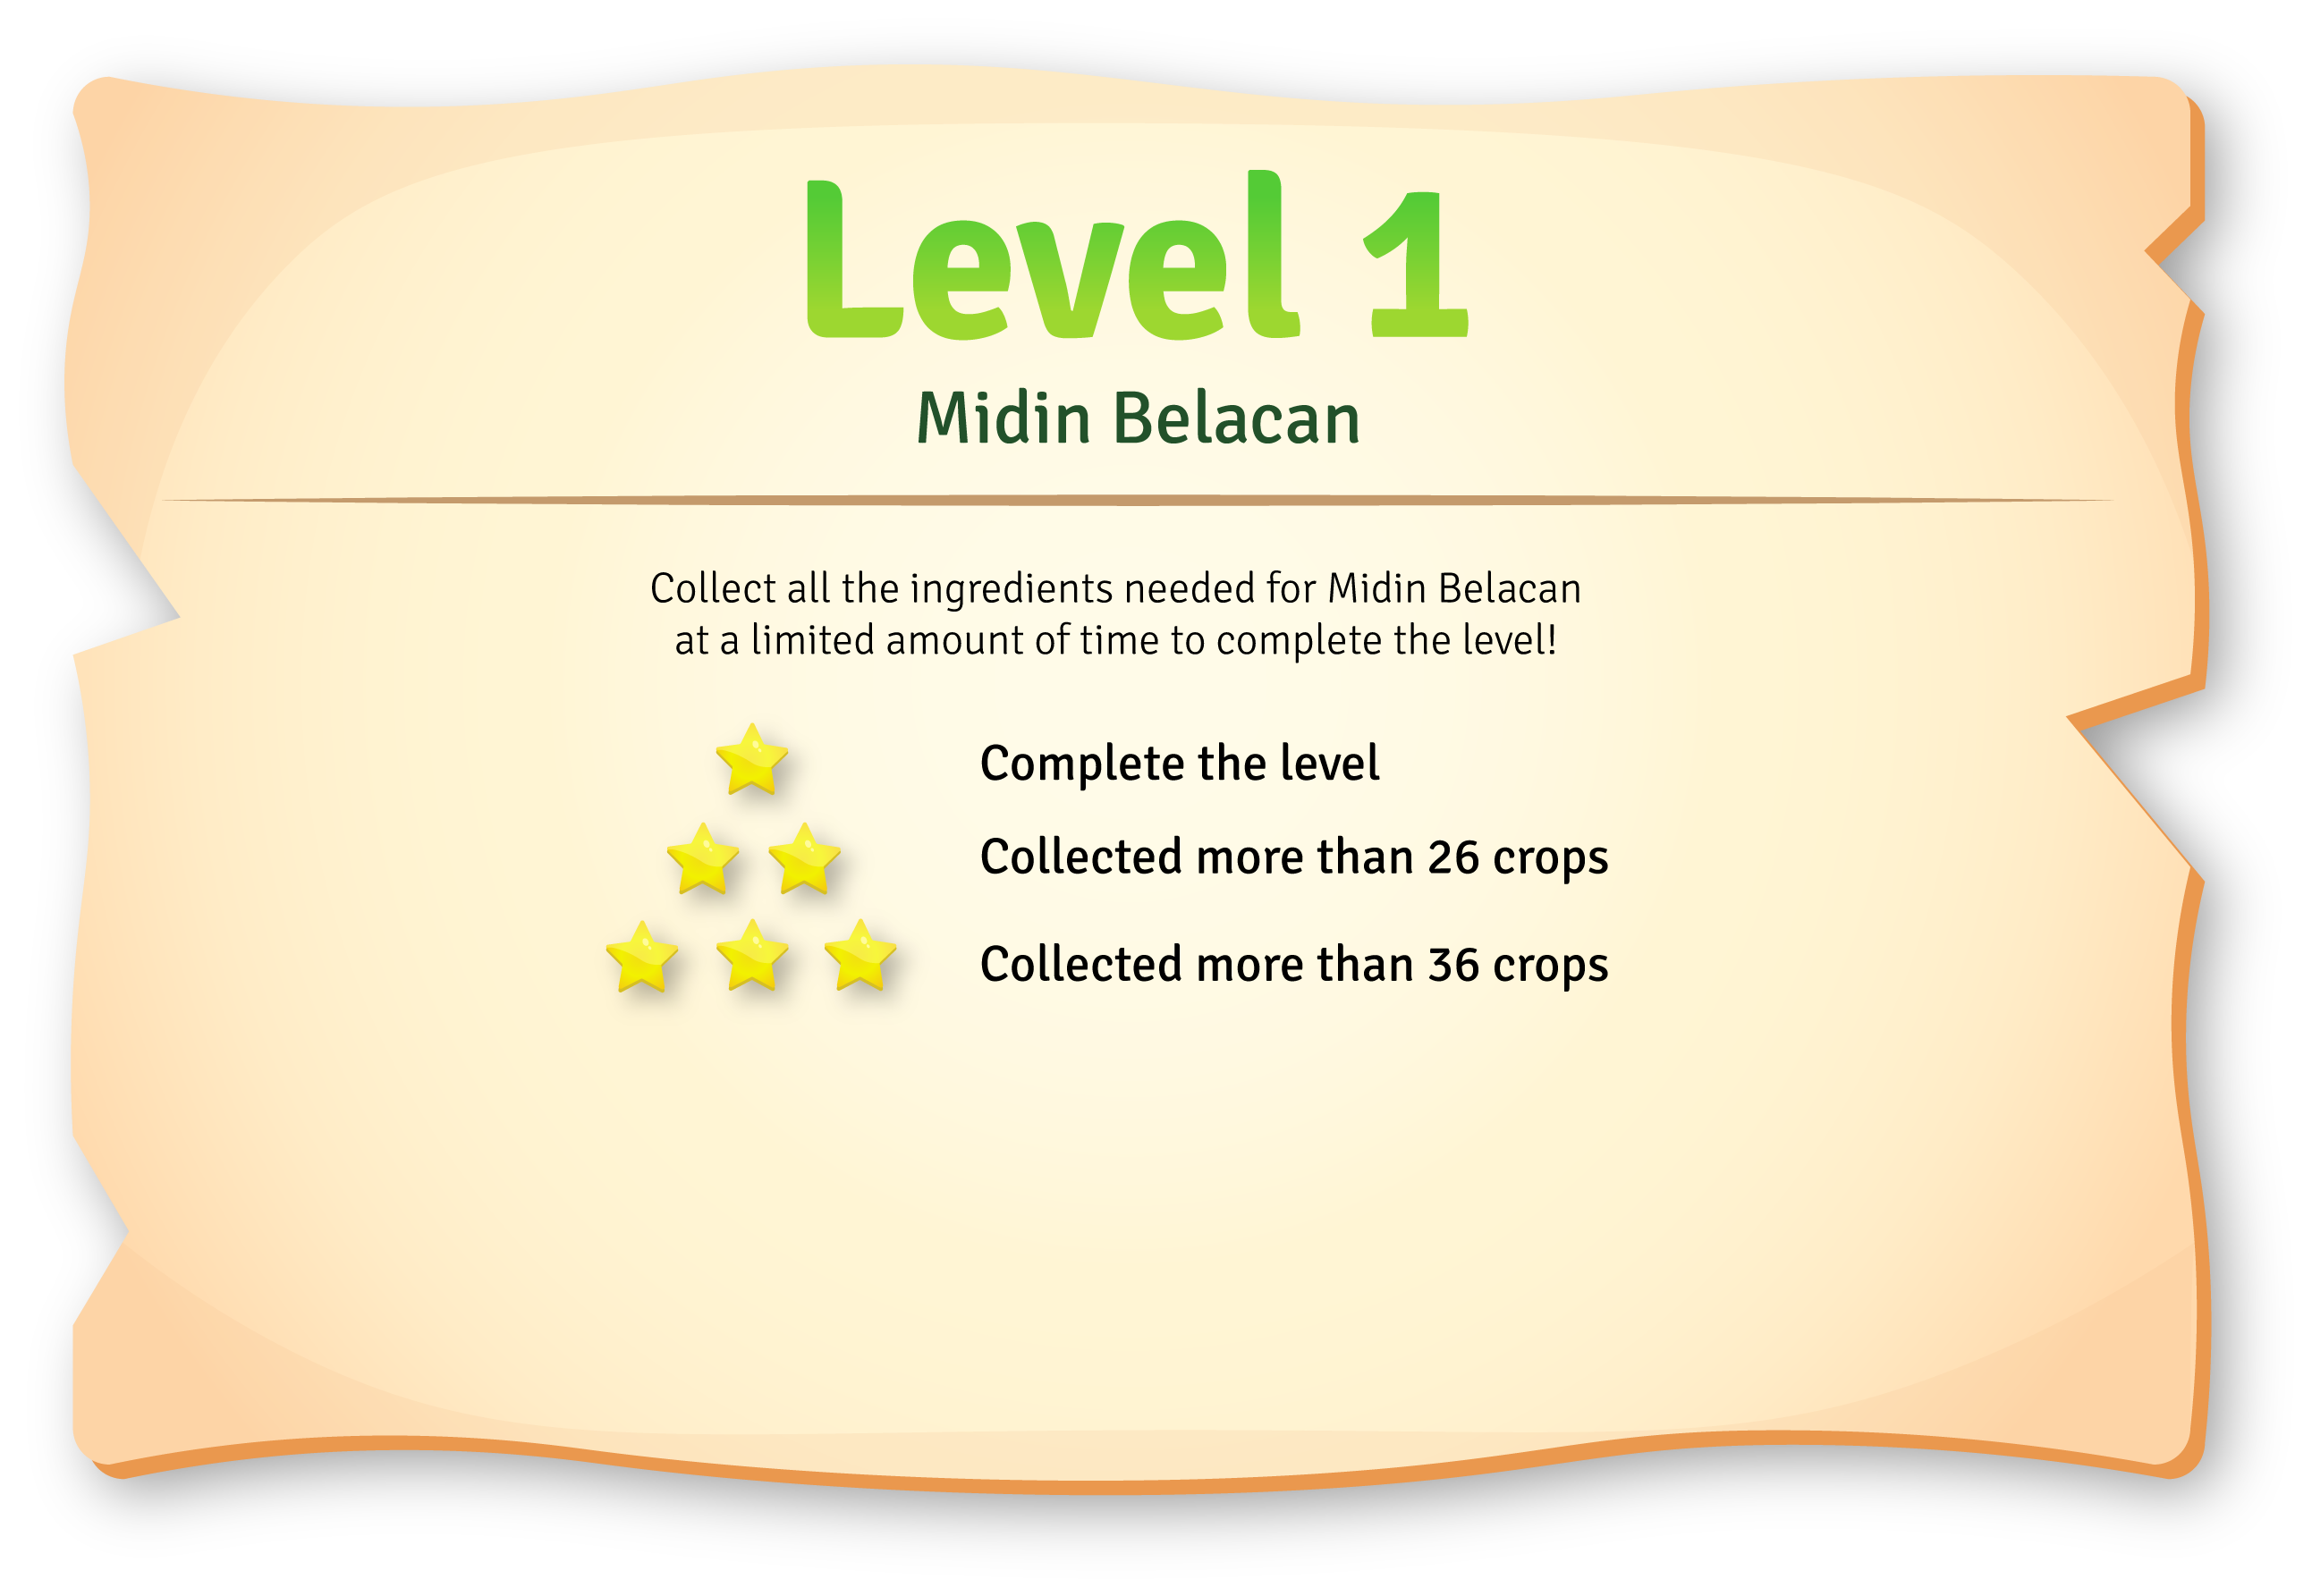 Level 1
Midin Belacan
Collect all the ingredients needed for Midin Belacan
at a limited amount of time to complete the level!
Complete the level
Collected more than 26 crops
Collected more than 36 crops